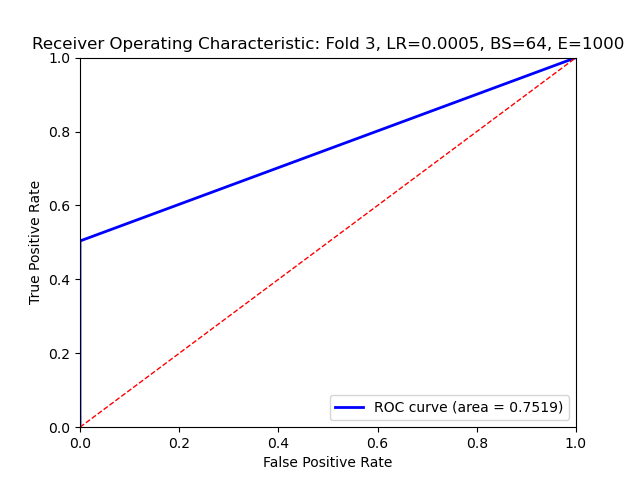 Receiver Operating Characteristic: Fold 3, LR=0.0005, BS=64, E=1000
1.0
0.8
0.6
0.4
0.2
0.0
True Positive Rate
ROC curve (area = 0.7519)
0.0 0.2 0.4 0.6 0.8 1.0
False Positive Rate